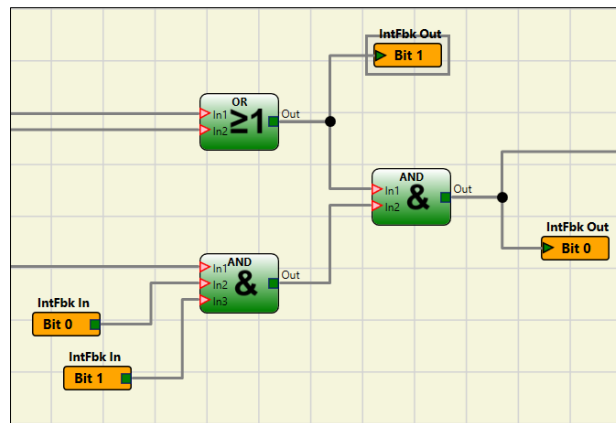 IntFbk Out
Bit 1
OR
In1
In2
≥1
Out
AND
In1
In2
&
Out
IntFbk Out
Bit 0
AND
In1
In2
In3
&
Out
IntFbk In
Bit 0
IntFbk In
Bit 1